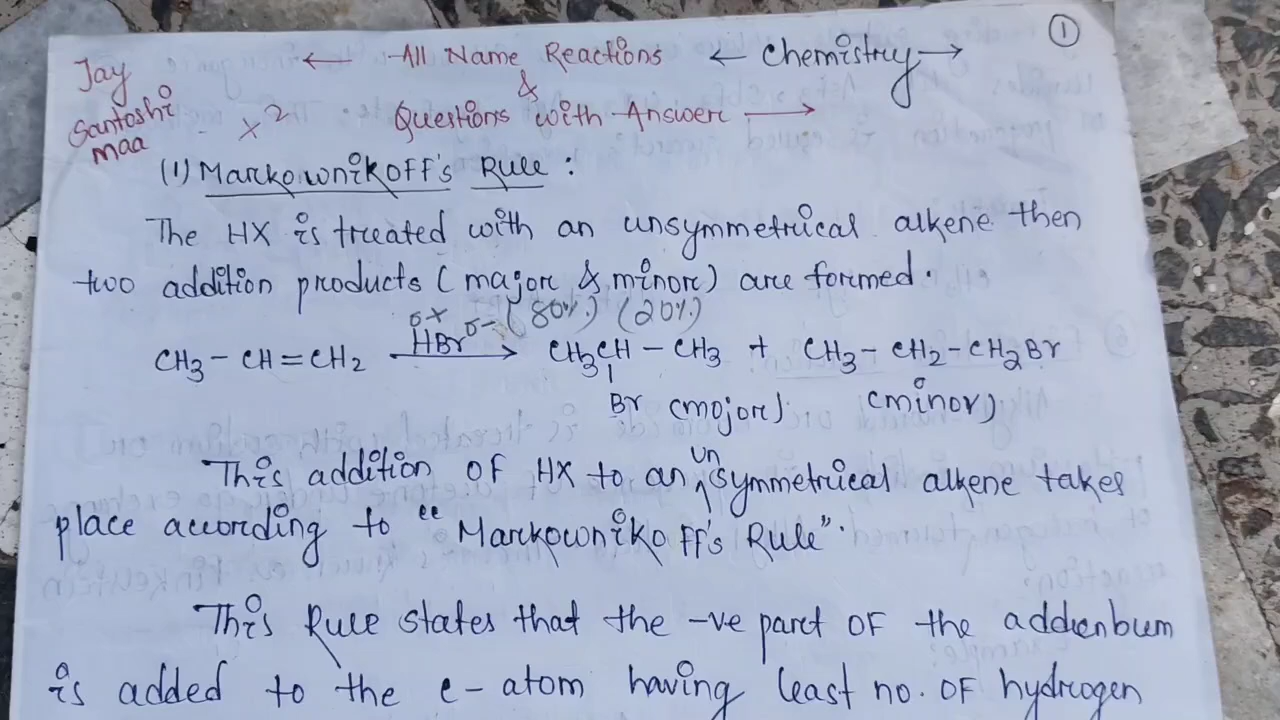 ①
Jay Santoshi maa
x2
← All Name Reactions ← Chemistry →
&
Questions with Answer →
(1) Markownikoff's Rule :
The HX is treated with an unsymmetrical alkene then
two addition products ( major & minor) are formed.
(80%) (20%)
CH3 - CH = CH2 σ+ HBr σ- → CH3CH - CH3 + CH3 - CH2 - CH2Br
Br (mojor) (minor)
This addition of HX to an unsymmetrical alkene takes
place according to “Markownikoff's Rule”.
This Rule states that the -ve part of the addenbum
is added to the e-atom having least no. of hydrogen